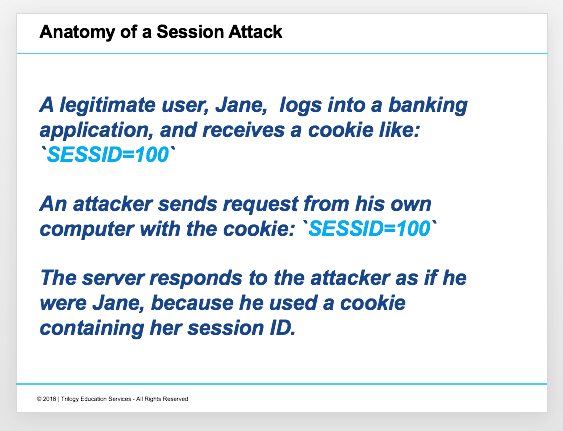 Anatomy of a Session Attack
A legitimate user, Jane,  logs into a banking
application, and receives a cookie like:
`SESSID=100`
An attacker sends request from his own
computer with the cookie: `SESSID=100`
The server responds to the attacker as if he
were Jane, because he used a cookie
containing her session ID.
© 2018 | Trilogy Education Services - All Rights Reserved